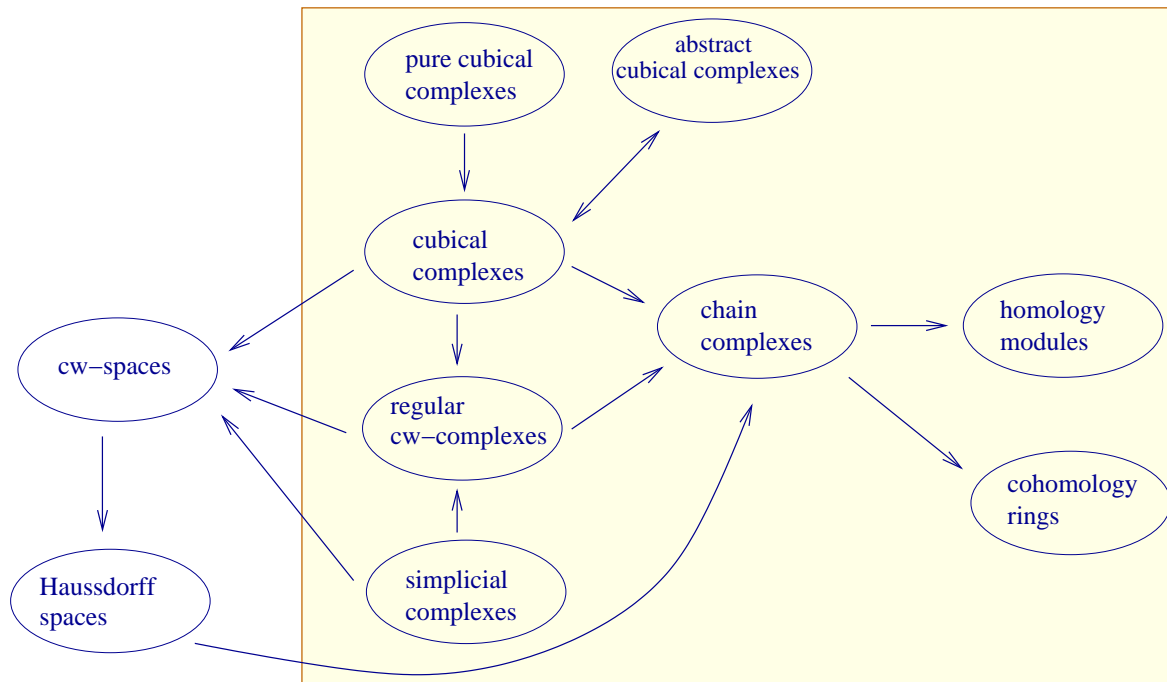 pure cubical
complexes
abstract
cubical complexes
cubical
complexes
chain
complexes
homology
modules
cw−spaces
regular
cw−complexes
cohomology
rings
Haussdorff
spaces
simplicial
complexes